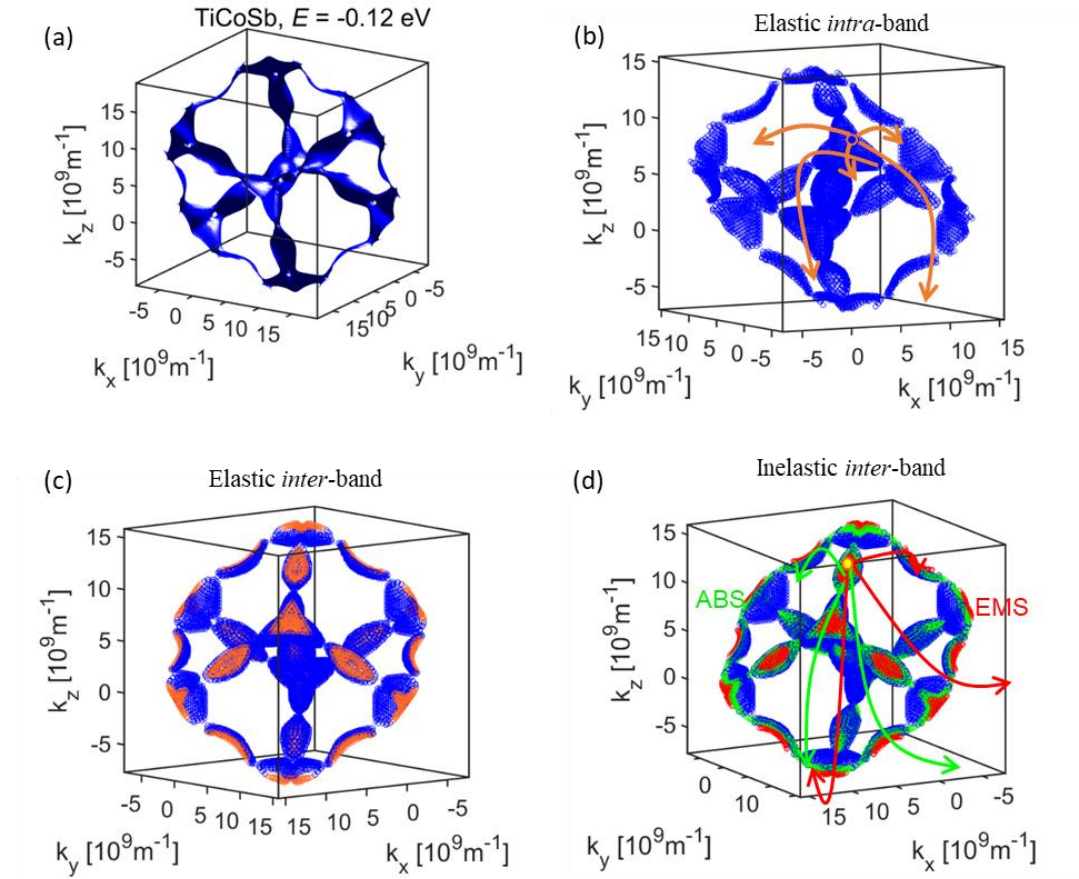 TiCoSb, E = -0.12 eV
(a)
15
10
5
0
-5
k_z [10^9m^-1]
-5 0 5 10 15
k_x [10^9m^-1]
15 10 5 0 -5
k_y [10^9m^-1]
(b)
Elastic intra-band
15
10
5
0
-5
k_z [10^9m^-1]
15 10 5 0 -5
k_y [10^9m^-1]
-5 0 5 10 15
k_x [10^9m^-1]
(c)
Elastic inter-band
15
10
5
0
-5
k_z [10^9m^-1]
-5 0 5 10 15
k_y [10^9m^-1]
15 10 5 0 -5
k_x [10^9m^-1]
(d)
Inelastic inter-band
15
10
5
0
-5
k_z [10^9m^-1]
ABS
EMS
0 10
k_y [10^9m^-1]
15 10 5 0 -5
k_x [10^9m^-1]